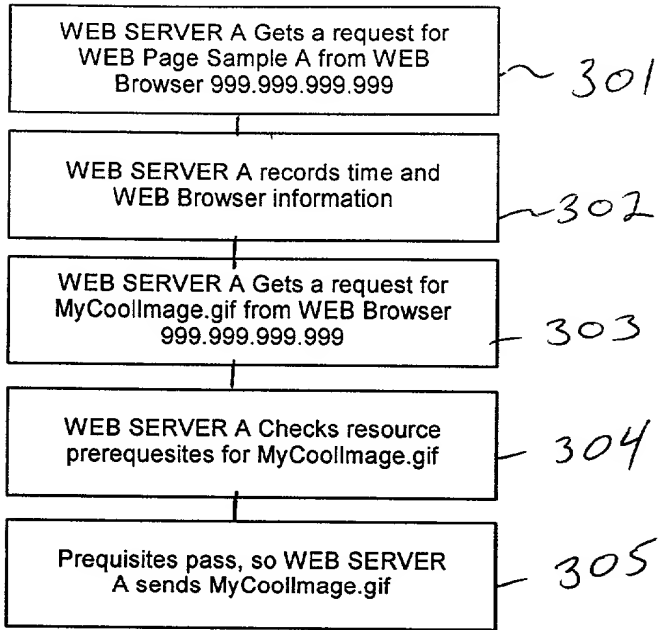 WEB SERVER A Gets a request for
WEB Page Sample A from WEB
Browser 999.999.999.999
301
WEB SERVER A records time and
WEB Browser information
302
WEB SERVER A Gets a request for
MyCoolImage.gif from WEB Browser
999.999.999.999
303
WEB SERVER A Checks resource
prerequesites for MyCoolImage.gif
304
Prequisites pass, so WEB SERVER
A sends MyCoolImage.gif
305